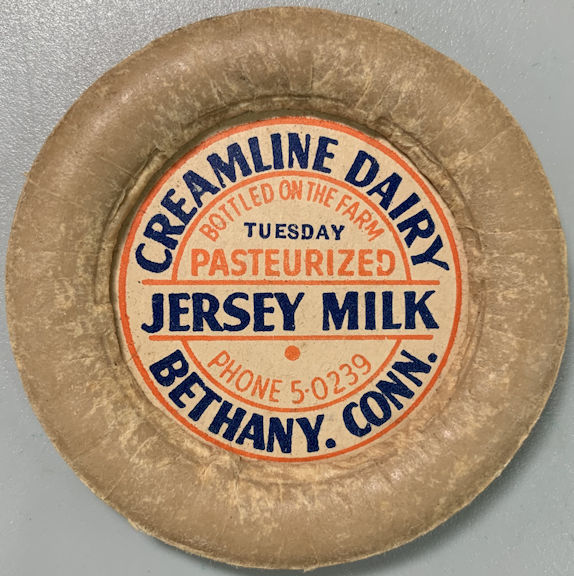 CREAMLINE DAIRY
BOTTLED ON THE FARM
TUESDAY
PASTEURIZED
JERSEY MILK
PHONE 5-0239
BETHANY. CONN.